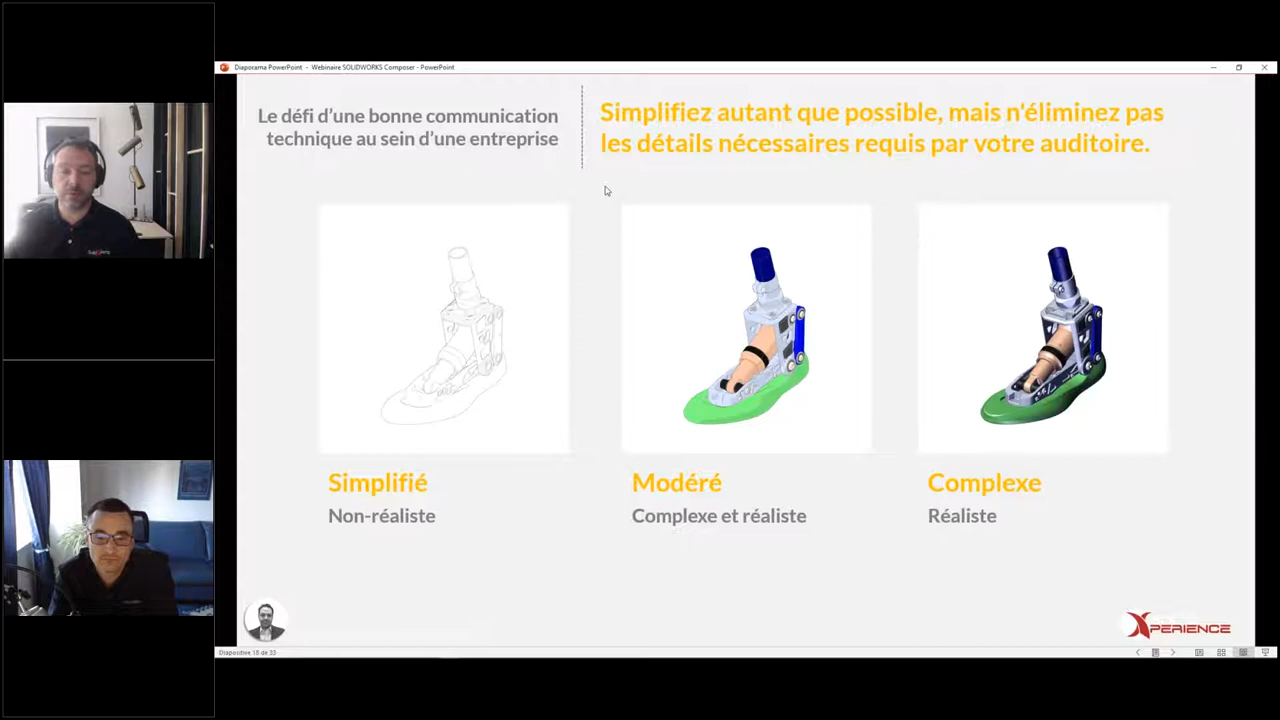 Diaporama PowerPoint - Webinaire SOLIDWORKS Composer - PowerPoint
Le défi d'une bonne communication
technique au sein d'une entreprise
Simplifiez autant que possible, mais n'éliminez pas
les détails nécessaires requis par votre auditoire.
Simplifié
Non-réaliste
Modéré
Complexe et réaliste
Complexe
Réaliste
XPERIENCE
Diapositive 18 de 33